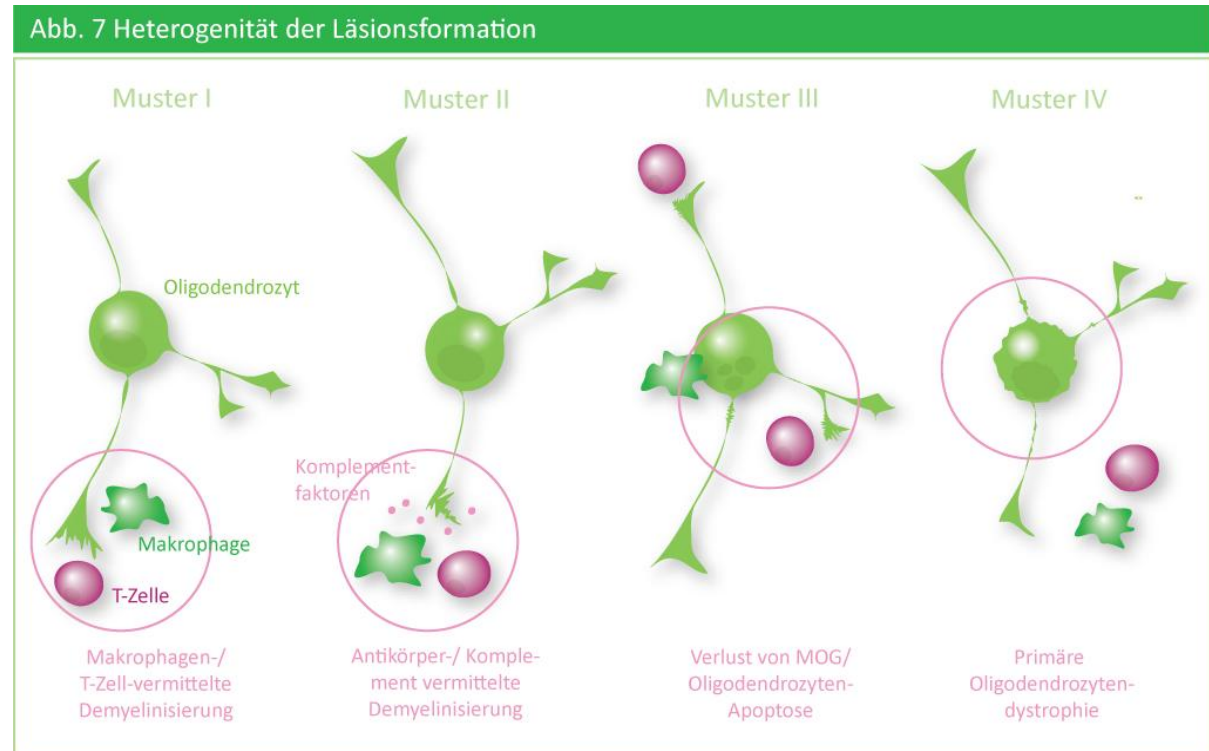 Abb. 7 Heterogenität der Läsionsformation
Muster I
Muster II
Muster III
Muster IV
Oligodendrozyt
Komplement-
faktoren
Makrophage
T-Zelle
Makrophagen-/
T-Zell-vermittelte
Demyelinisierung
Antikörper-/ Komple-
ment vermittelte
Demyelinisierung
Verlust von MOG/
Oligodendrozyten-
Apoptose
Primäre
Oligodendrozyten-
dystrophie